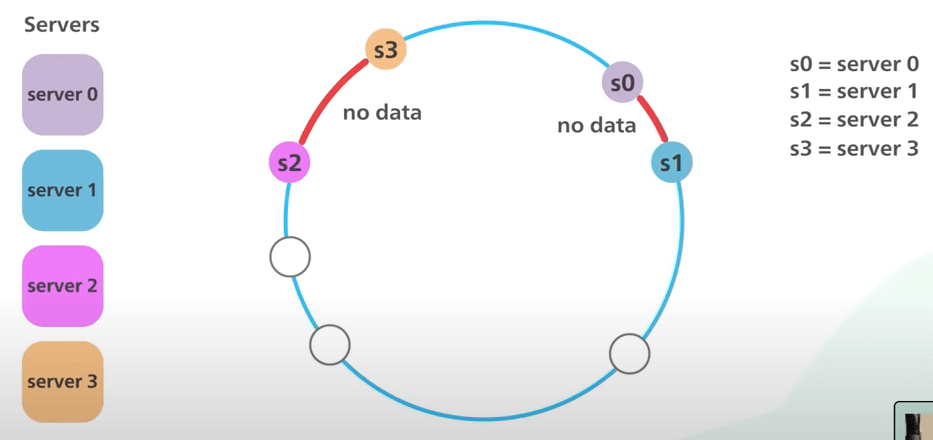 Servers
server 0
server 1
server 2
server 3
s3
s0
no data
no data
s2
s1
s0 = server 0
s1 = server 1
s2 = server 2
s3 = server 3